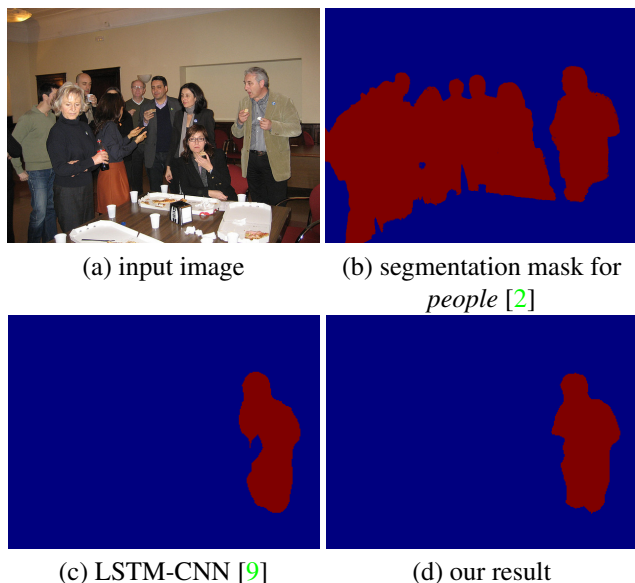 (a) input image
(b) segmentation mask for
people [2]
(c) LSTM-CNN [9]
(d) our result